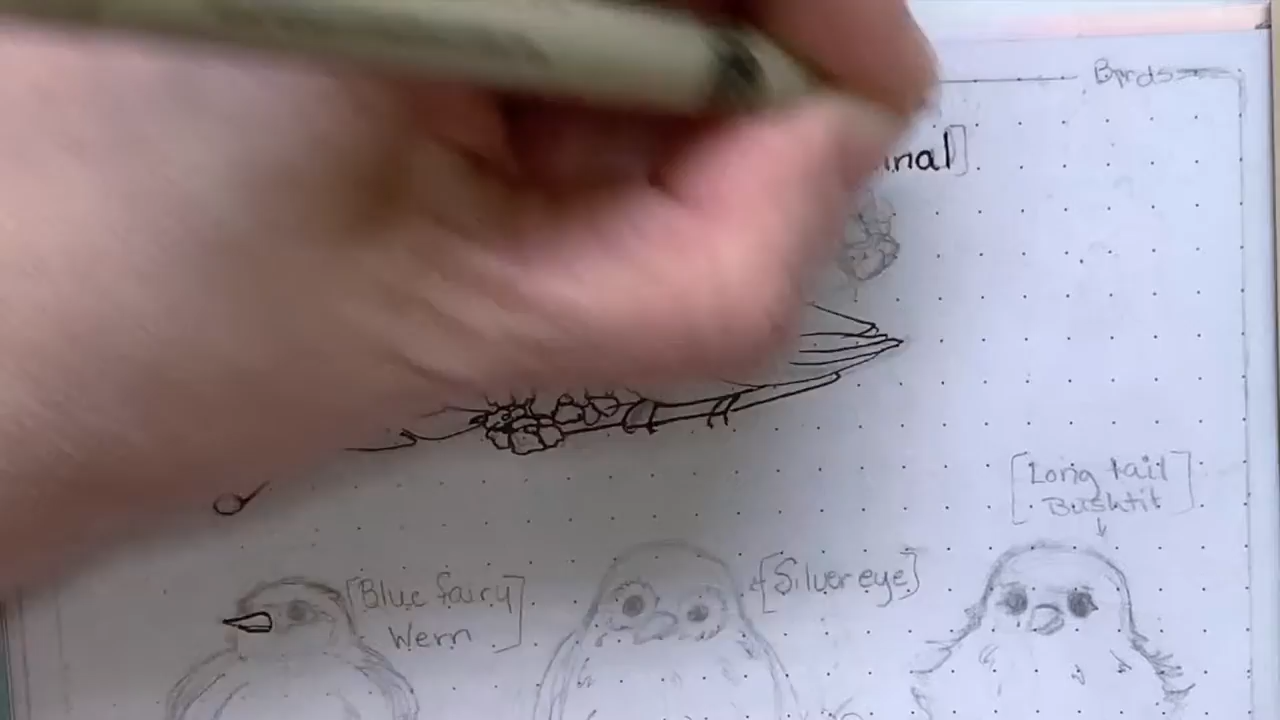 Birds
inal]
[Long tail
Bushtit]
[Blue fairy
Wern]
[Silvereye]